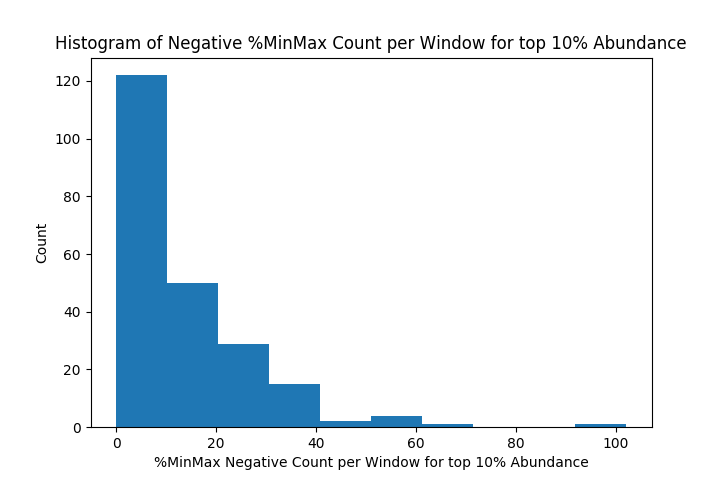 Histogram of Negative %MinMax Count per Window for top 10% Abundance
120
100
80
60
40
20
0
Count
0 20 40 60 80 100
%MinMax Negative Count per Window for top 10% Abundance